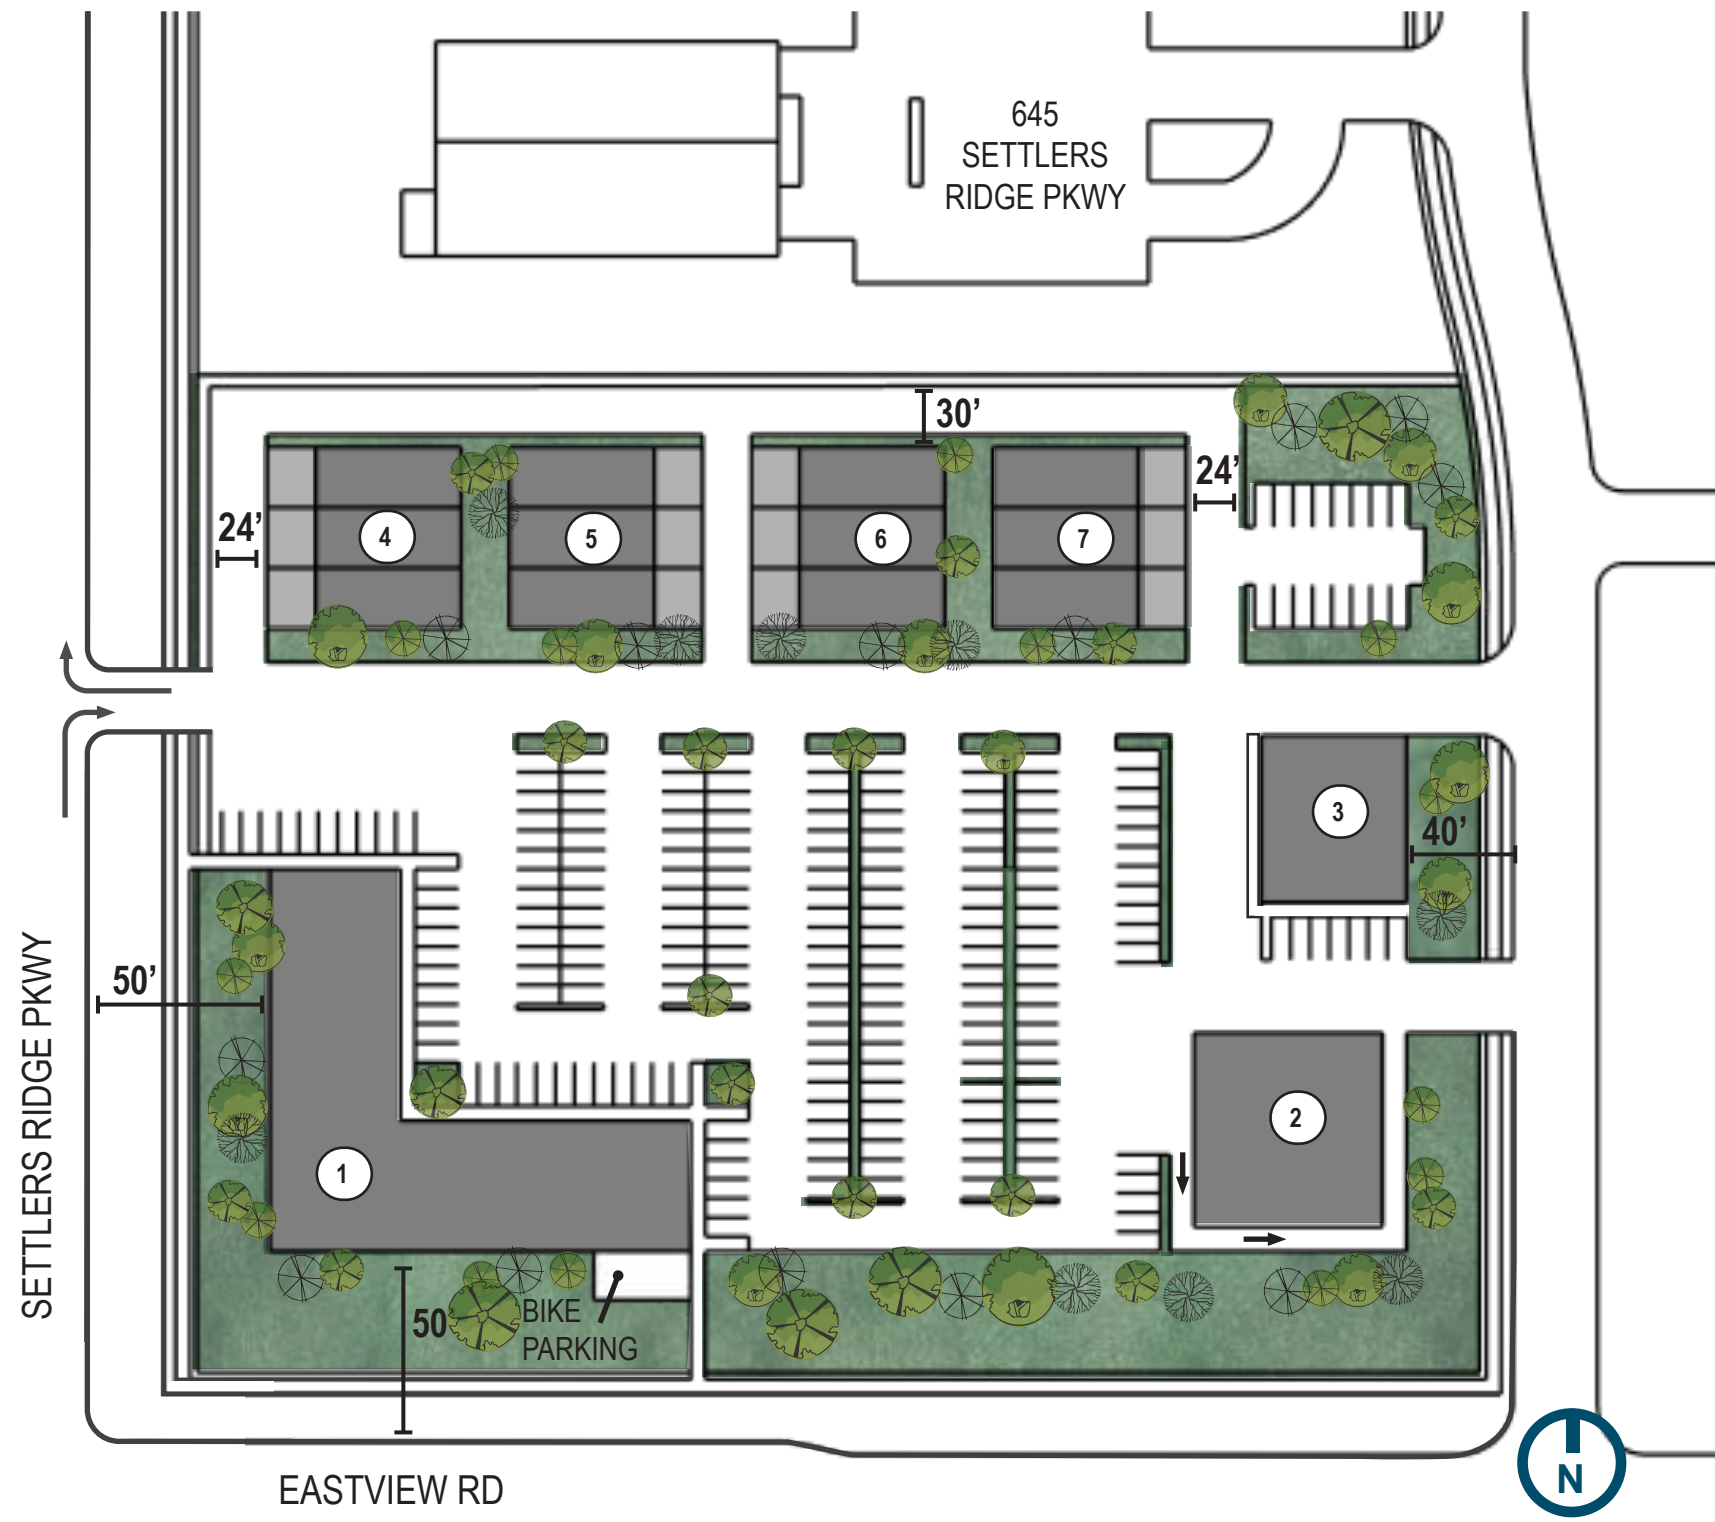 645
SETTLERS
RIDGE PKWY
30’
24’
24’
4
5
6
7
3
40’
SETTLERS RIDGE PKWY
50’
2
1
50
BIKE
PARKING
EASTVIEW RD
N